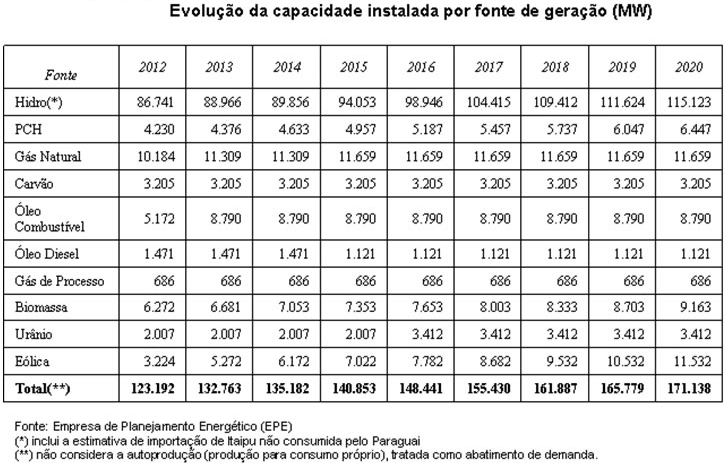 Evolução da capacidade instalada por fonte de geração (MW)
Fonte 2012 2013 2014 2015 2016 2017 2018 2019 2020
Hidro(*) 86.741 88.966 89.856 94.053 98.946 104.415 109.412 111.624 115.123
PCH 4.230 4.376 4.633 4.957 5.187 5.457 5.737 6.047 6.447
Gás Natural 10.184 11.309 11.309 11.659 11.659 11.659 11.659 11.659 11.659
Carvão 3.205 3.205 3.205 3.205 3.205 3.205 3.205 3.205 3.205
Óleo
Combustível 5.172 8.790 8.790 8.790 8.790 8.790 8.790 8.790 8.790
Óleo Diesel 1.471 1.471 1.471 1.121 1.121 1.121 1.121 1.121 1.121
Gás de Processo 686 686 686 686 686 686 686 686 686
Biomassa 6.272 6.681 7.053 7.353 7.653 8.003 8.333 8.703 9.163
Urânio 2.007 2.007 2.007 2.007 3.412 3.412 3.412 3.412 3.412
Eólica 3.224 5.272 6.172 7.022 7.782 8.682 9.532 10.532 11.532
Total(**) 123.192 132.763 135.182 140.853 148.441 155.430 161.887 165.779 171.138
Fonte: Empresa de Planejamento Energético (EPE)
(*) inclui a estimativa de importação de Itaipu não consumida pelo Paraguai
(**) não considera a autoprodução (produção para consumo próprio), tratada como abatimento de demanda.